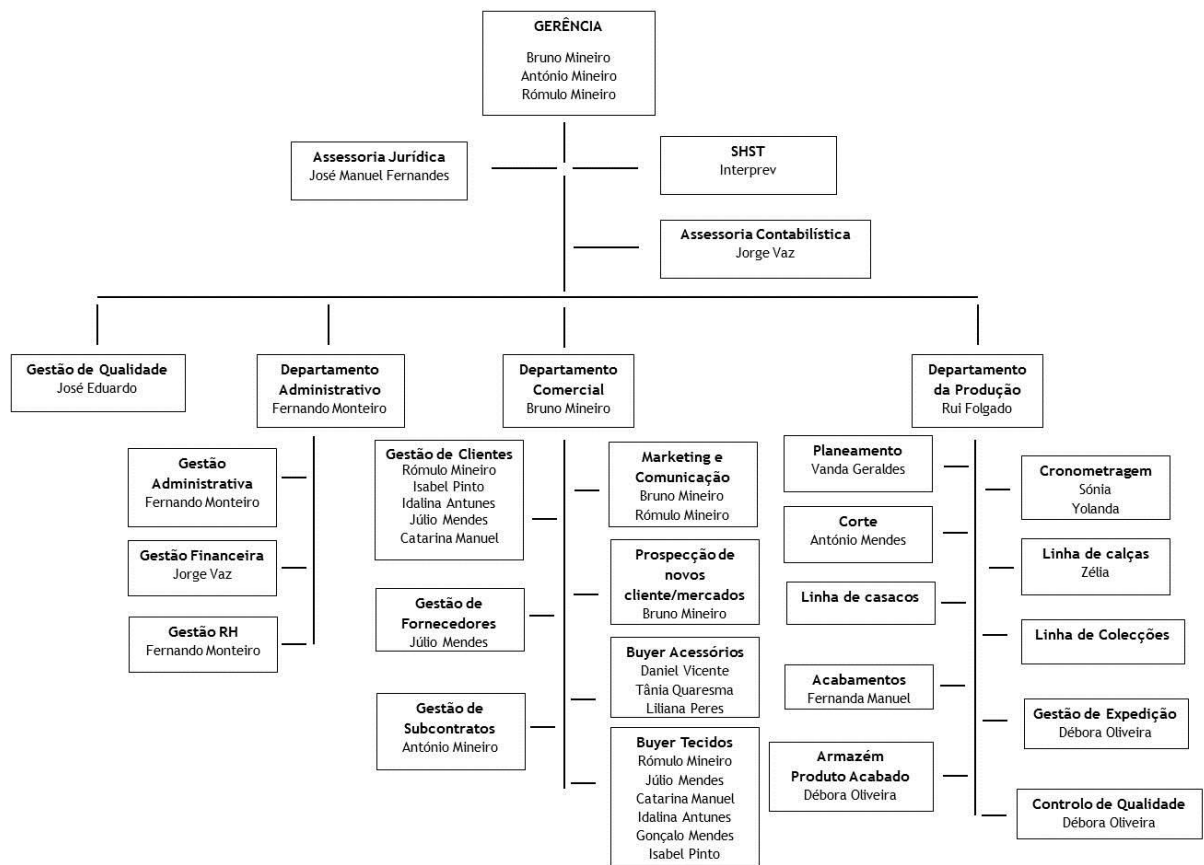 GERÊNCIA
Bruno Mineiro
António Mineiro
Rómulo Mineiro
Assessoria Jurídica
José Manuel Fernandes
SHST
Interprev
Assessoria Contabilística
Jorge Vaz
Gestão de Qualidade
José Eduardo
Departamento
Administrativo
Fernando Monteiro
Departamento
Comercial
Bruno Mineiro
Departamento
da Produção
Rui Folgado
Gestão
Administrativa
Fernando Monteiro
Gestão Financeira
Jorge Vaz
Gestão RH
Fernando Monteiro
Gestão de Clientes
Rómulo Mineiro
Isabel Pinto
Idalina Antunes
Júlio Mendes
Catarina Manuel
Gestão de
Fornecedores
Júlio Mendes
Gestão de
Subcontratos
António Mineiro
Marketing e
Comunicação
Bruno Mineiro
Rómulo Mineiro
Prospecção de
novos
cliente/mercados
Bruno Mineiro
Buyer Acessórios
Daniel Vicente
Tânia Quaresma
Liliana Peres
Buyer Tecidos
Rómulo Mineiro
Júlio Mendes
Catarina Manuel
Idalina Antunes
Gonçalo Mendes
Isabel Pinto
Planeamento
Vanda Geraldes
Corte
António Mendes
Linha de casacos
Acabamentos
Fernanda Manuel
Armazém
Produto Acabado
Débora Oliveira
Cronometragem
Sónia
Yolanda
Linha de calças
Zélia
Linha de Colecções
Gestão de Expedição
Débora Oliveira
Controlo de Qualidade
Débora Oliveira